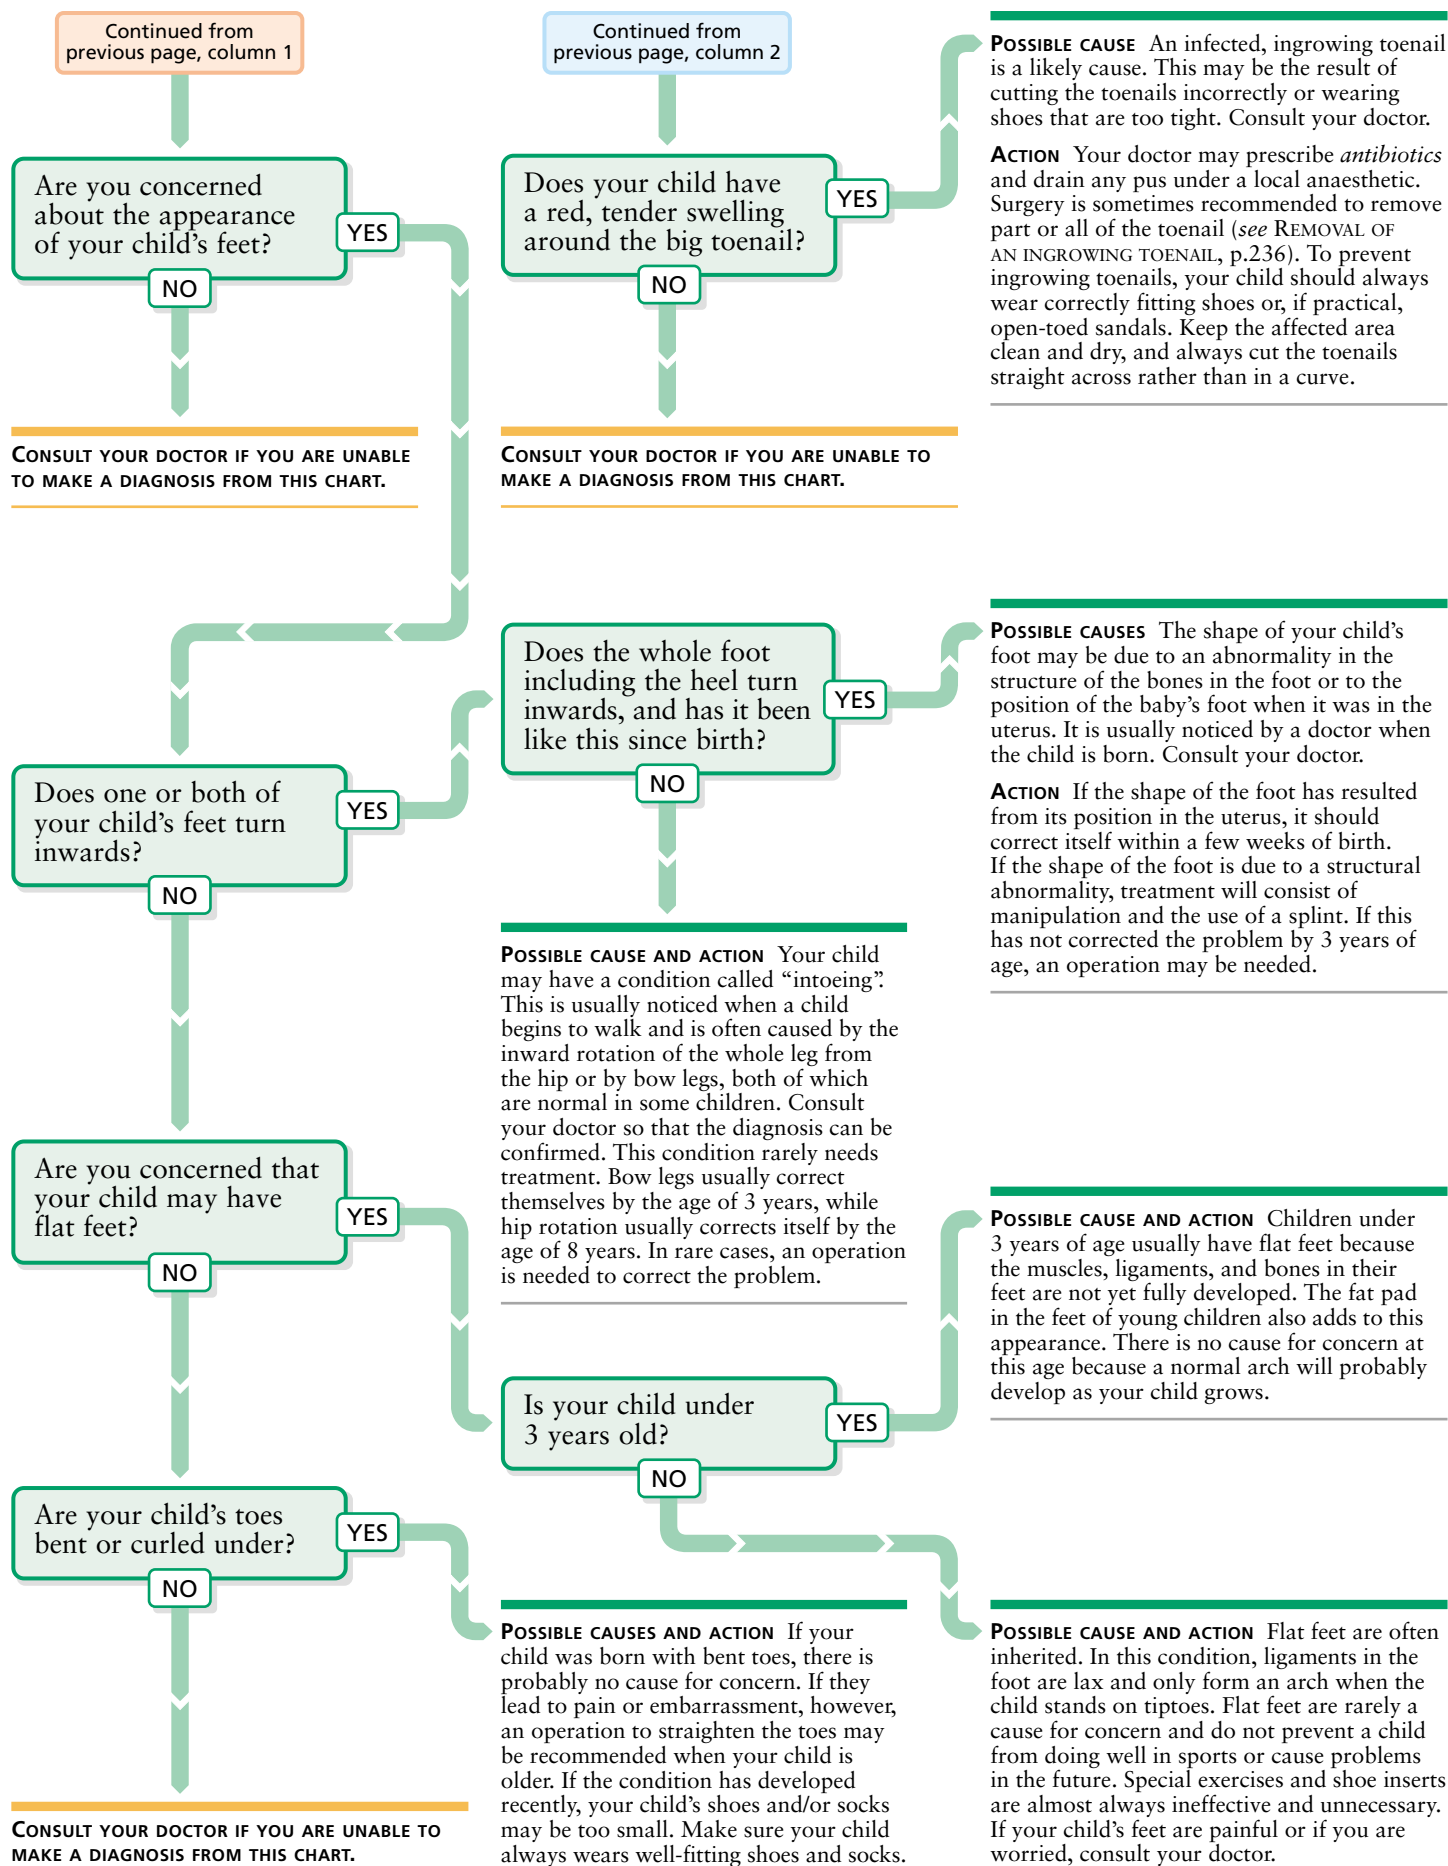 Continued from
previous page, column 1
Are you concerned
about the appearance
of your child's feet?
YES
NO
CONSULT YOUR DOCTOR IF YOU ARE UNABLE
TO MAKE A DIAGNOSIS FROM THIS CHART.
Continued from
previous page, column 2
Does your child have
a red, tender swelling
around the big toenail?
YES
NO
CONSULT YOUR DOCTOR IF YOU ARE UNABLE TO
MAKE A DIAGNOSIS FROM THIS CHART.
POSSIBLE CAUSE An infected, ingrowing toenail
is a likely cause. This may be the result of
cutting the toenails incorrectly or wearing
shoes that are too tight. Consult your doctor.
ACTION Your doctor may prescribe antibiotics
and drain any pus under a local anaesthetic.
Surgery is sometimes recommended to remove
part or all of the toenail (see REMOVAL OF
AN INGROWING TOENAIL, p.236). To prevent
ingrowing toenails, your child should always
wear correctly fitting shoes or, if practical,
open-toed sandals. Keep the affected area
clean and dry, and always cut the toenails
straight across rather than in a curve.
Does one or both of
your child's feet turn
inwards?
YES
NO
Does the whole foot
including the heel turn
inwards, and has it been
like this since birth?
YES
NO
POSSIBLE CAUSES The shape of your child's
foot may be due to an abnormality in the
structure of the bones in the foot or to the
position of the baby's foot when it was in the
uterus. It is usually noticed by a doctor when
the child is born. Consult your doctor.
ACTION If the shape of the foot has resulted
from its position in the uterus, it should
correct itself within a few weeks of birth.
If the shape of the foot is due to a structural
abnormality, treatment will consist of
manipulation and the use of a splint. If this
has not corrected the problem by 3 years of
age, an operation may be needed.
POSSIBLE CAUSE AND ACTION Your child
may have a condition called “intoeing”.
This is usually noticed when a child
begins to walk and is often caused by the
inward rotation of the whole leg from
the hip or by bow legs, both of which
are normal in some children. Consult
your doctor so that the diagnosis can be
confirmed. This condition rarely needs
treatment. Bow legs usually correct
themselves by the age of 3 years, while
hip rotation usually corrects itself by the
age of 8 years. In rare cases, an operation
is needed to correct the problem.
Are you concerned that
your child may have
flat feet?
YES
NO
Is your child under
3 years old?
YES
NO
POSSIBLE CAUSE AND ACTION Children under
3 years of age usually have flat feet because
the muscles, ligaments, and bones in their
feet are not yet fully developed. The fat pad
in the feet of young children also adds to this
appearance. There is no cause for concern at
this age because a normal arch will probably
develop as your child grows.
Are your child's toes
bent or curled under?
YES
NO
CONSULT YOUR DOCTOR IF YOU ARE UNABLE TO
MAKE A DIAGNOSIS FROM THIS CHART.
POSSIBLE CAUSES AND ACTION If your
child was born with bent toes, there is
probably no cause for concern. If they
lead to pain or embarrassment, however,
an operation to straighten the toes may
be recommended when your child is
older. If the condition has developed
recently, your child's shoes and/or socks
may be too small. Make sure your child
always wears well-fitting shoes and socks.
POSSIBLE CAUSE AND ACTION Flat feet are often
inherited. In this condition, ligaments in the
foot are lax and only form an arch when the
child stands on tiptoes. Flat feet are rarely a
cause for concern and do not prevent a child
from doing well in sports or cause problems
in the future. Special exercises and shoe inserts
are almost always ineffective and unnecessary.
If your child's feet are painful or if you are
worried, consult your doctor.